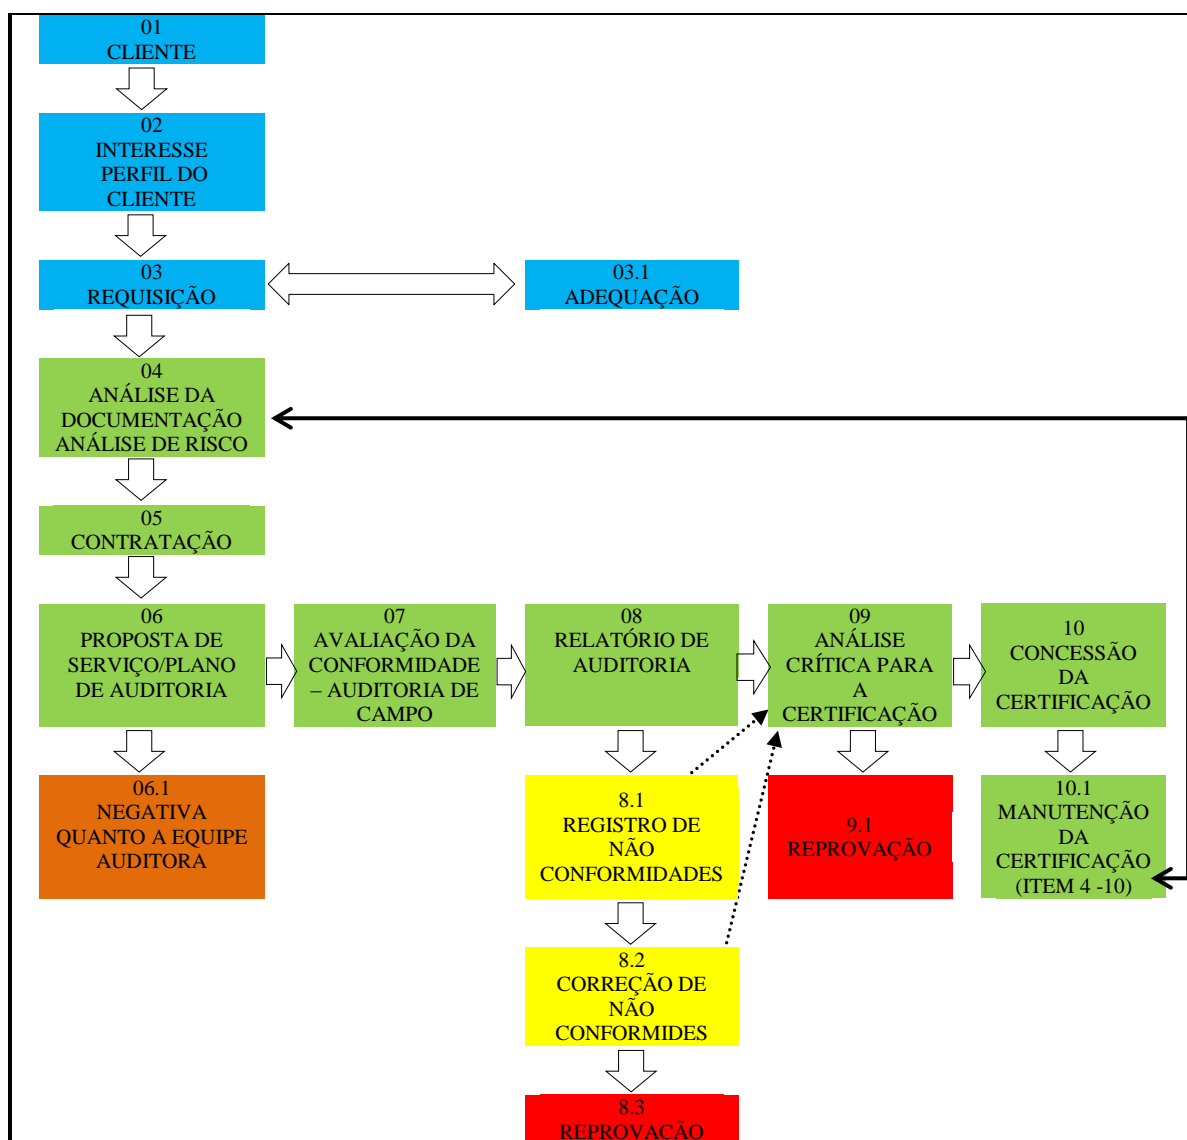 01
CLIENTE
02
INTERESSE
PERFIL DO
CLIENTE
03
REQUISIÇÃO
03.1
ADEQUAÇÃO
04
ANÁLISE DA
DOCUMENTAÇÃO
ANÁLISE DE RISCO
05
CONTRATAÇÃO
06
PROPOSTA DE
SERVIÇO/PLANO
DE AUDITORIA
07
AVALIAÇÃO DA
CONFORMIDADE
– AUDITORIA DE
CAMPO
08
RELATÓRIO DE
AUDITORIA
09
ANÁLISE
CRÍTICA PARA
A
CERTIFICAÇÃO
10
CONCESSÃO
DA
CERTIFICAÇÃO
06.1
NEGATIVA
QUANTO A EQUIPE
AUDITORA
8.1
REGISTRO DE
NÃO
CONFORMIDADES
9.1
REPROVAÇÃO
10.1
MANUTENÇÃO
DA
CERTIFICAÇÃO
(ITEM 4 -10)
8.2
CORREÇÃO DE
NÃO
CONFORMIDES
8.3
REPROVAÇÃO